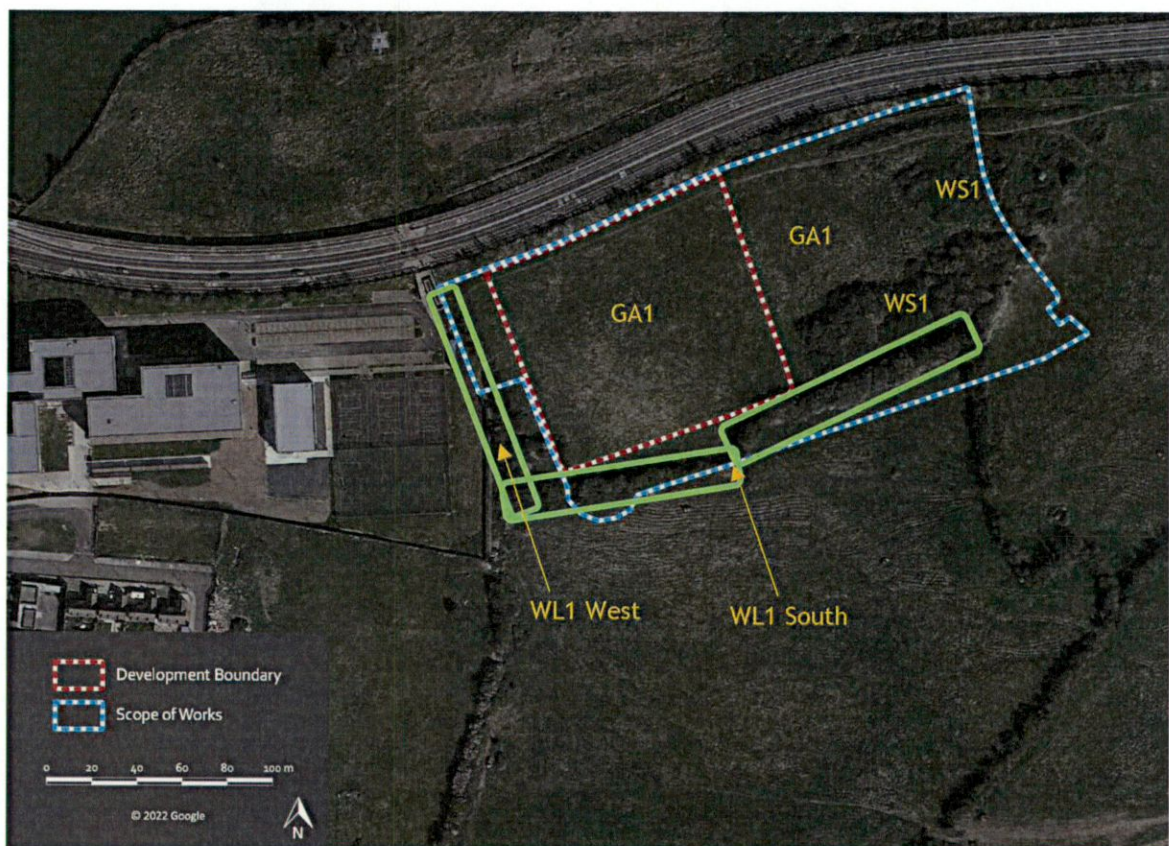 WS1
GA1
GA1
WS1
WL1 West
WL1 South
Development Boundary
Scope of Works
0 20 40 60 80 100 m
© 2022 Google
N